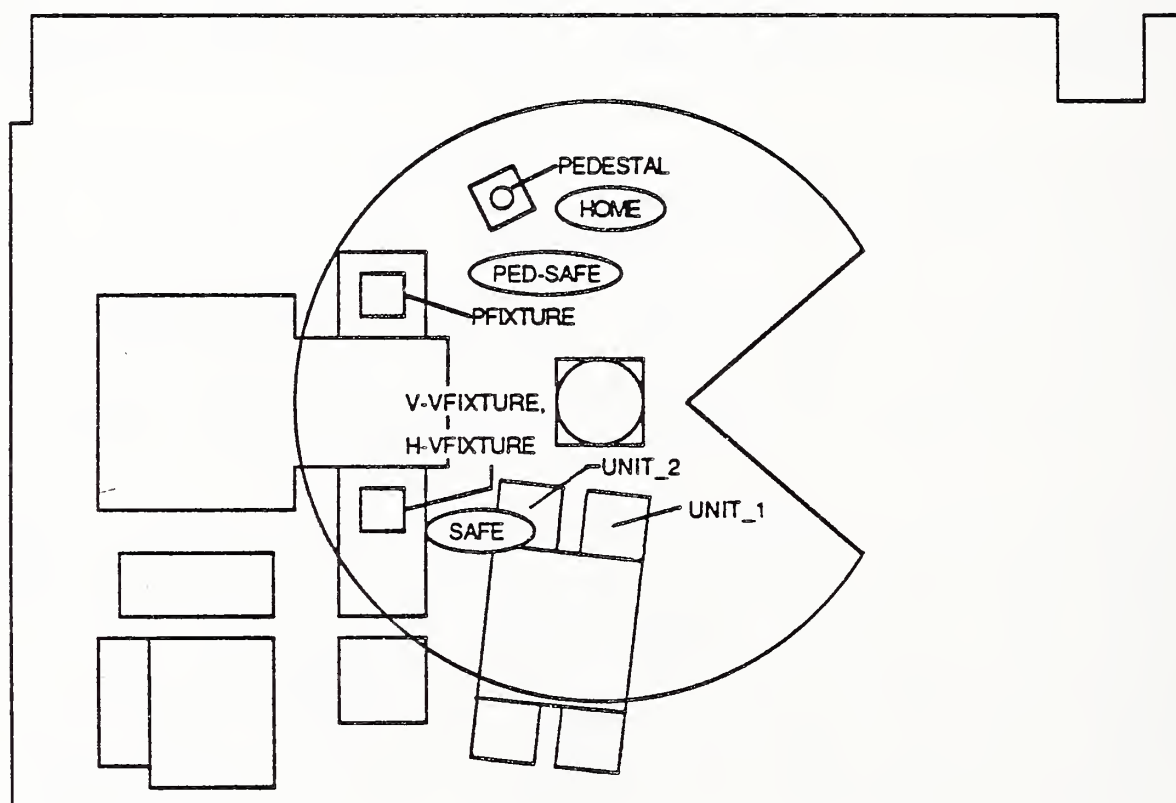 PEDESTAL
HOME
PED-SAFE
PFIXTURE
V-VFIXTURE,
H-VFIXTURE
UNIT_2
UNIT_1
SAFE